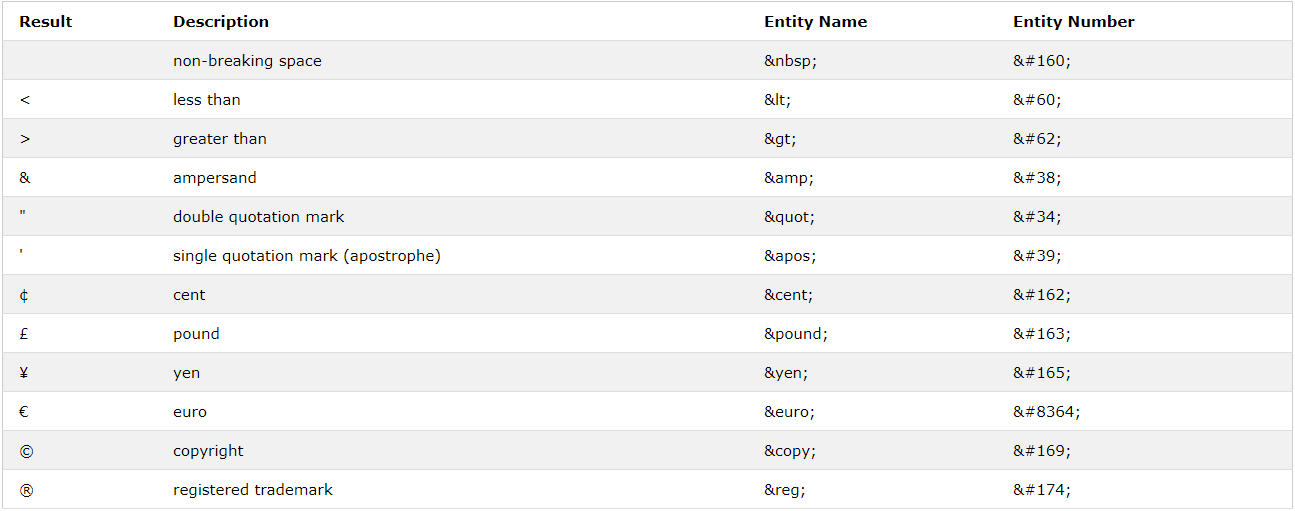 Result Description Entity Name Entity Number
non-breaking space &nbsp; &#160;
< less than &lt; &#60;
> greater than &gt; &#62;
& ampersand &amp; &#38;
" double quotation mark &quot; &#34;
' single quotation mark (apostrophe) &apos; &#39;
¢ cent &cent; &#162;
£ pound &pound; &#163;
¥ yen &yen; &#165;
€ euro &euro; &#8364;
© copyright &copy; &#169;
® registered trademark &reg; &#174;